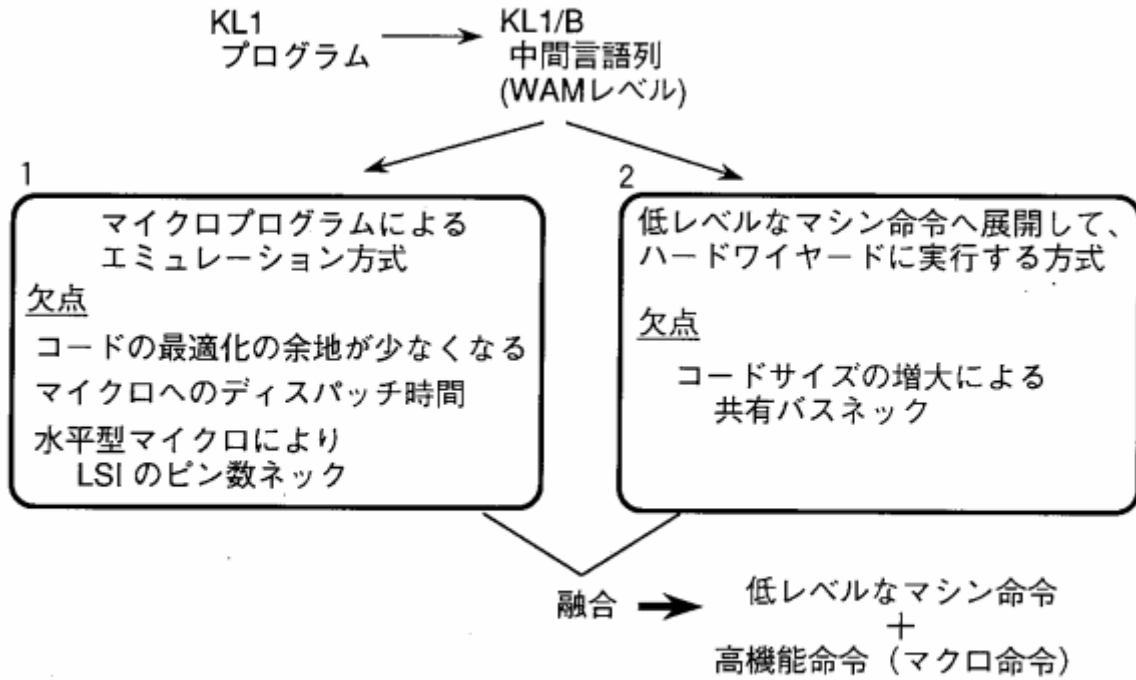 KL1
プログラム
KL1/B
中間言語列
(WAMレベル)
1
マイクロプログラムによる
エミュレーション方式
欠点
コードの最適化の余地が少なくなる
マイクロへのディスパッチ時間
水平型マイクロにより
LSI のピン数ネック
2
低レベルなマシン命令へ展開して、
ハードワイヤードに実行する方式
欠点
コードサイズの増大による
共有バスネック
融合
低レベルなマシン命令
+
高機能命令（マクロ命令）